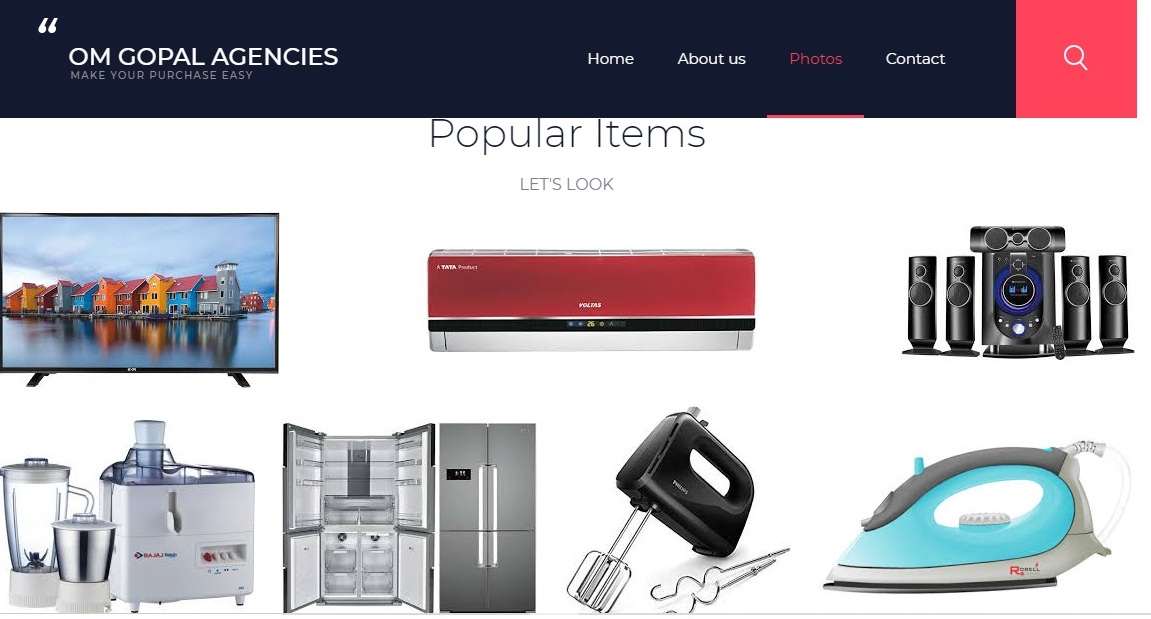 “
OM GOPAL AGENCIES
MAKE YOUR PURCHASE EASY
Home About us Photos Contact
Popular Items
LET'S LOOK
A TATA Product
VOLTAS
26
BAJAJ
PHILIPS
ROBELL